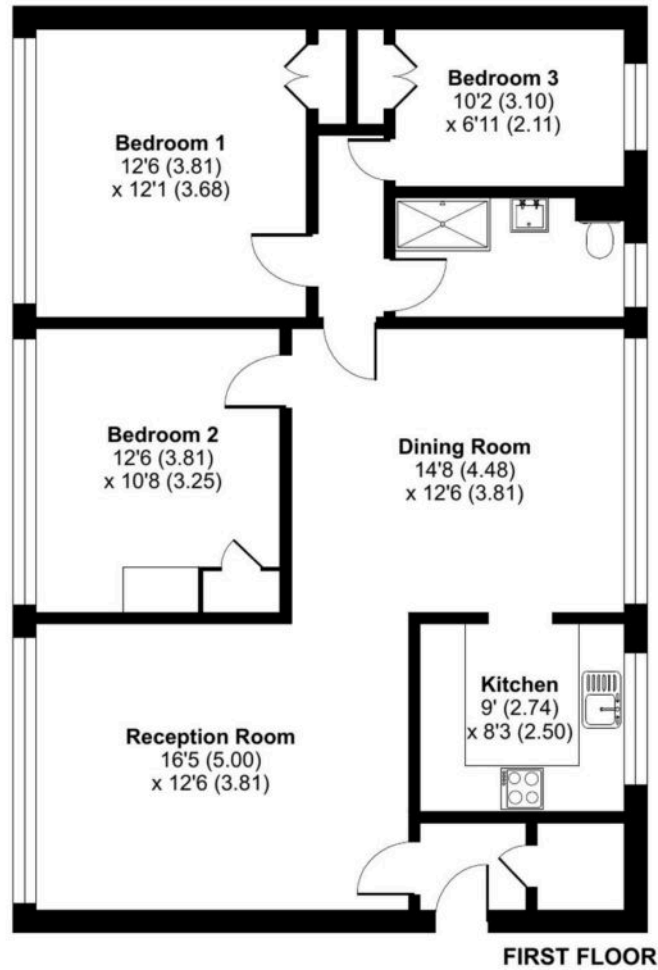 Bedroom 1
12'6 (3.81)
x 12'1 (3.68)
Bedroom 3
10'2 (3.10)
x 6'11 (2.11)
Bedroom 2
12'6 (3.81)
x 10'8 (3.25)
Dining Room
14'8 (4.48)
x 12'6 (3.81)
Reception Room
16'5 (5.00)
x 12'6 (3.81)
Kitchen
9' (2.74)
x 8'3 (2.50)
FIRST FLOOR